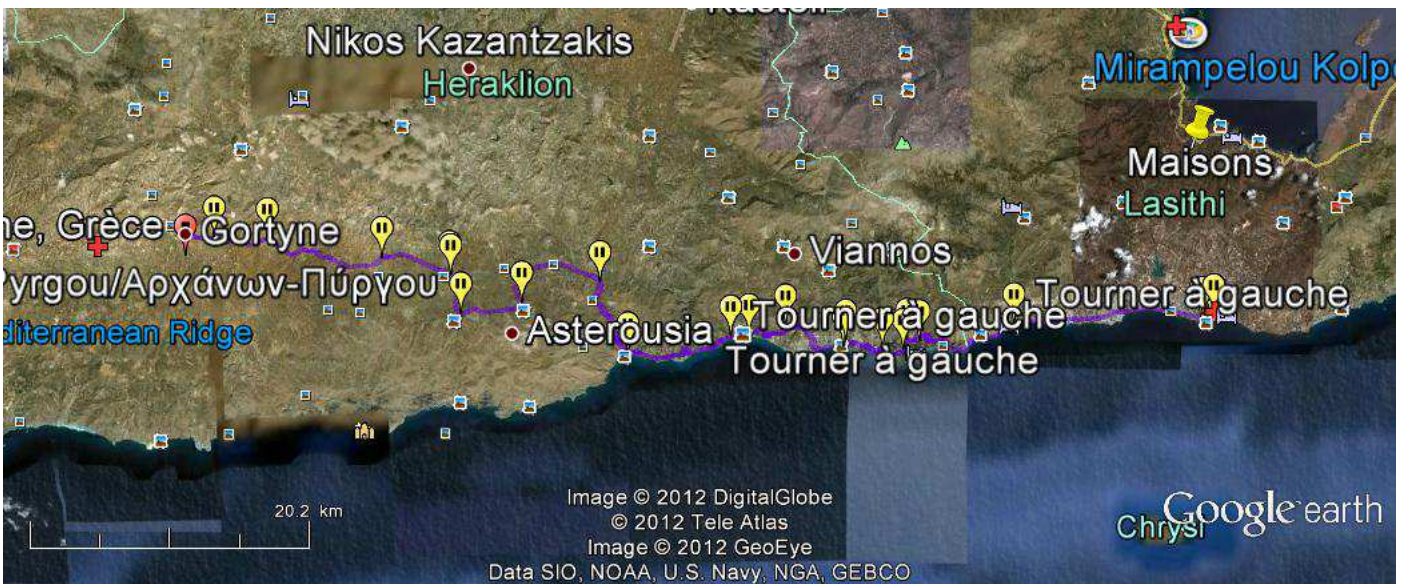 Nikos Kazantzakis
Heraklion
Mirampelou Kolp
Maisons
Lasithi
ne, Grèce
Gortyne
Viannos
Pyrgou/Αρχάνων-Πύργου
Tourner à gauche
diterranean Ridge
Asterousia
Tourner à gauche
Tourner à gauche
20.2 km
Image © 2012 DigitalGlobe
© 2012 Tele Atlas
Image © 2012 GeoEye
Data SIO, NOAA, U.S. Navy, NGA, GEBCO
Chrysi
Google earth